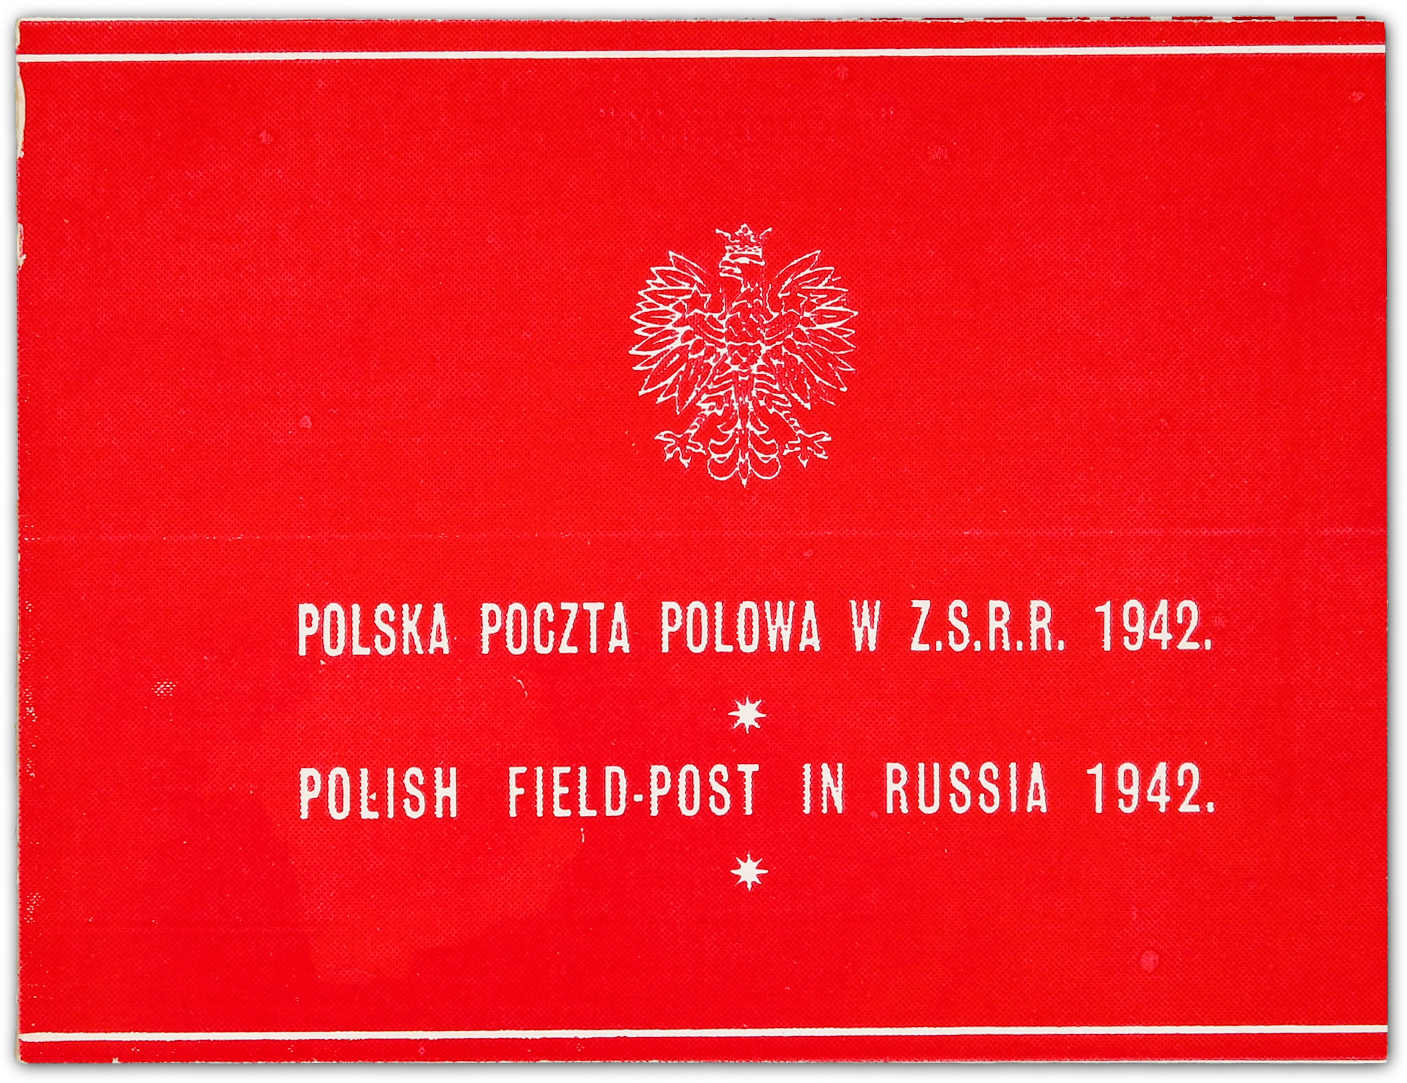 POLSKA POCZTA POLOWA W Z.S.R.R. 1942.
POŁISH FIELD-POST IN RUSSIA 1942.